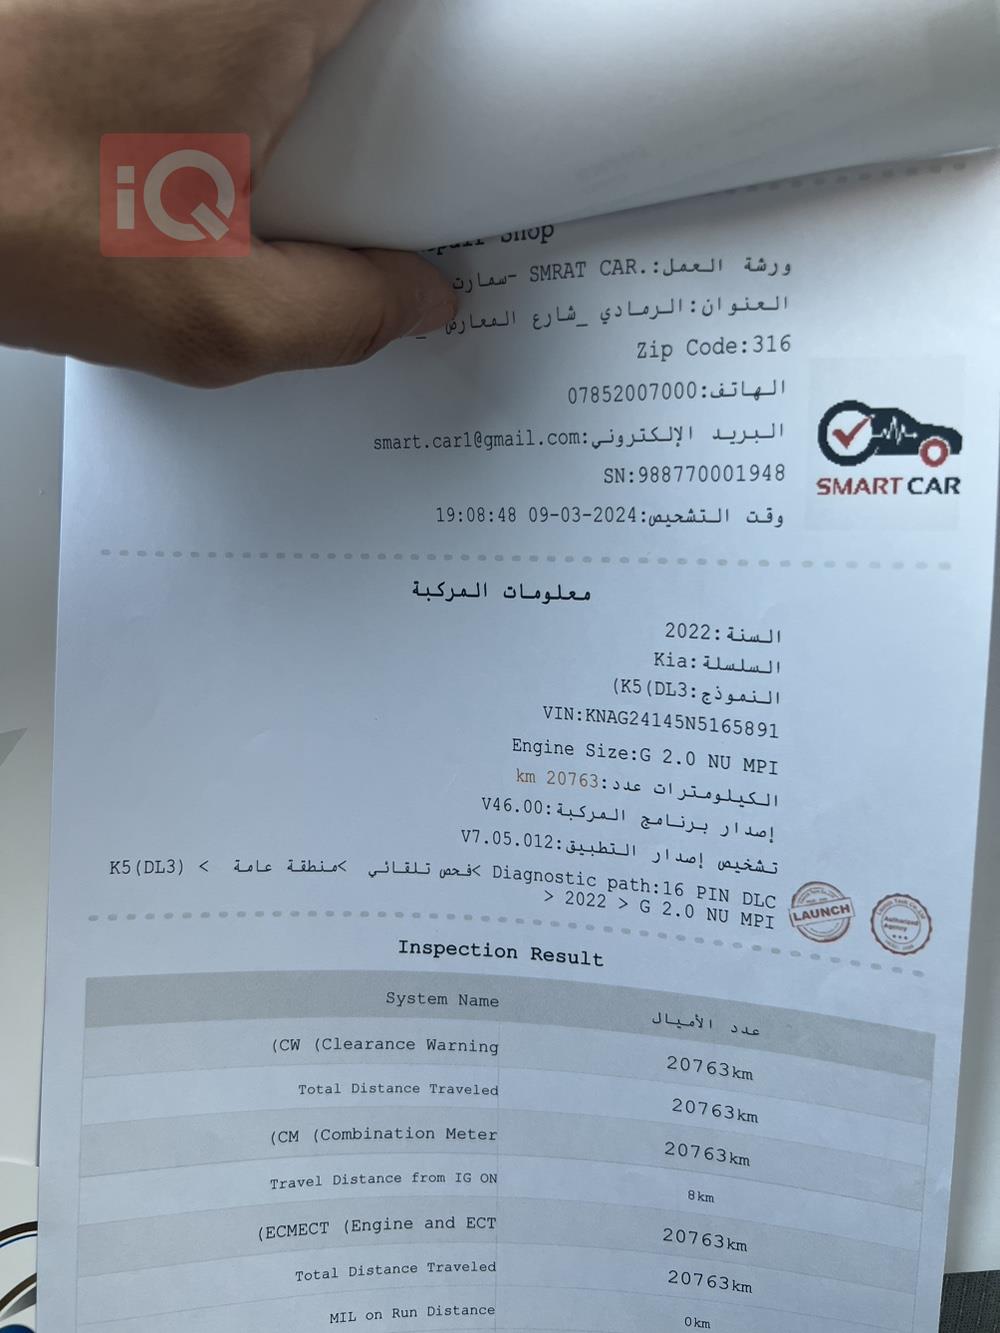 iQ
Shop
ورشة العمل:.SMRAT CAR -سمارت
العنوان:الرمادي _شارع المعارض _
Zip Code:316
الهاتف:07852007000
البريد الإلكتروني:smart.car1@gmail.com
SN:988770001948
وقت التشخيص:2024-03-09 19:08:48
SMART CAR
معلومات المركبة
السنة:2022
السلسلة:Kia
النموذج:K5(DL3)
VIN:KNAG24145N5165891
Engine Size:G 2.0 NU MPI
الكيلومترات عدد:20763 km
إصدار برنامج المركبة:V46.00
تشخيص إصدار التطبيق:V7.05.012
Diagnostic path:16 PIN DLC >فحص تلقائي >منطقة عامة > K5(DL3)
> 2022 > G 2.0 NU MPI
LAUNCH
Authorized
Agency
Inspection Result
System Name عدد الأميال
(CW (Clearance Warning 20763km
Total Distance Traveled 20763km
(CM (Combination Meter 20763km
Travel Distance from IG ON 8km
(ECMECT (Engine and ECT 20763km
Total Distance Traveled 20763km
MIL on Run Distance 0km